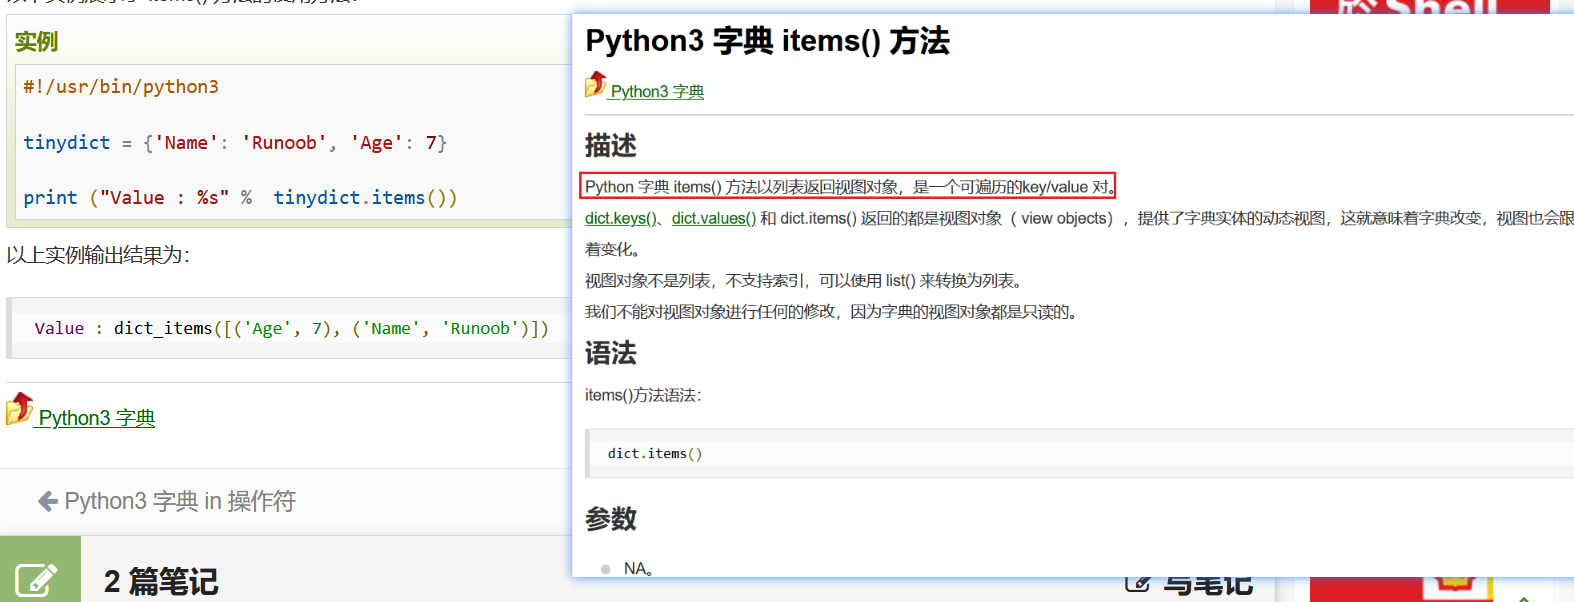 实例
#!/usr/bin/python3
tinydict = {'Name': 'Runoob', 'Age': 7}
print ("Value : %s" %  tinydict.items())
以上实例输出结果为：
Value : dict_items([('Age', 7), ('Name', 'Runoob')])
Python3 字典
Python3 字典 in 操作符
2 篇笔记
写笔记
Python3 字典 items() 方法
Python3 字典
描述
Python 字典 items() 方法以列表返回视图对象，是一个可遍历的key/value 对。
dict.keys()、dict.values() 和 dict.items() 返回的都是视图对象（ view objects），提供了字典实体的动态视图，这就意味着字典改变，视图也会跟
着变化。
视图对象不是列表，不支持索引，可以使用 list() 来转换为列表。
我们不能对视图对象进行任何的修改，因为字典的视图对象都是只读的。
语法
items()方法语法：
dict.items()
参数
NA。
Shell